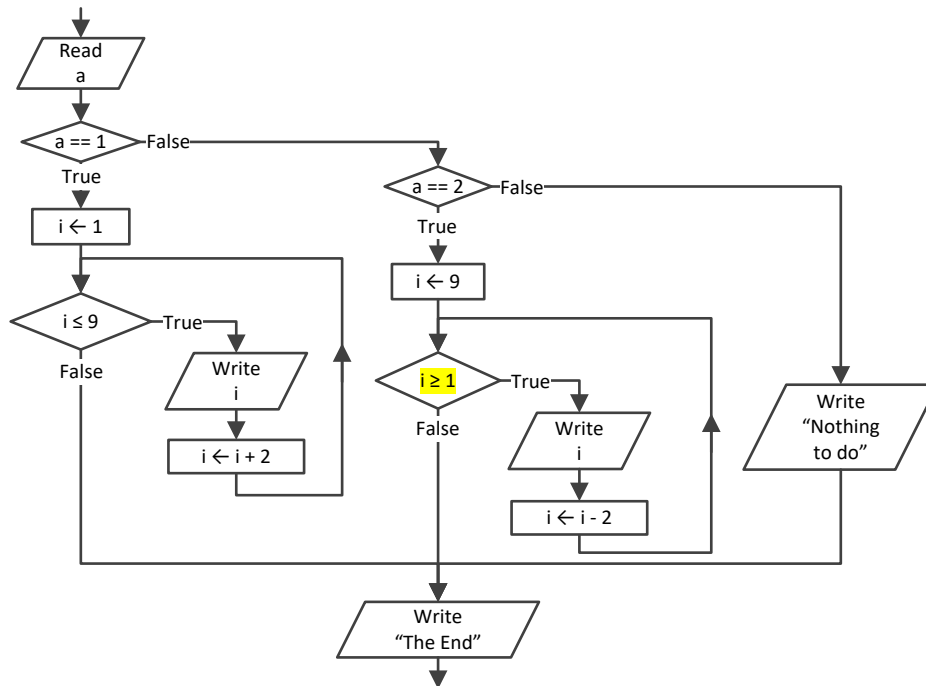 Read
a
a == 1
False
True
i ← 1
i ≤ 9
True
False
Write
i
i ← i + 2
a == 2
False
True
i ← 9
i ≥ 1
True
False
Write
i
i ← i - 2
Write
“Nothing
to do”
Write
“The End”